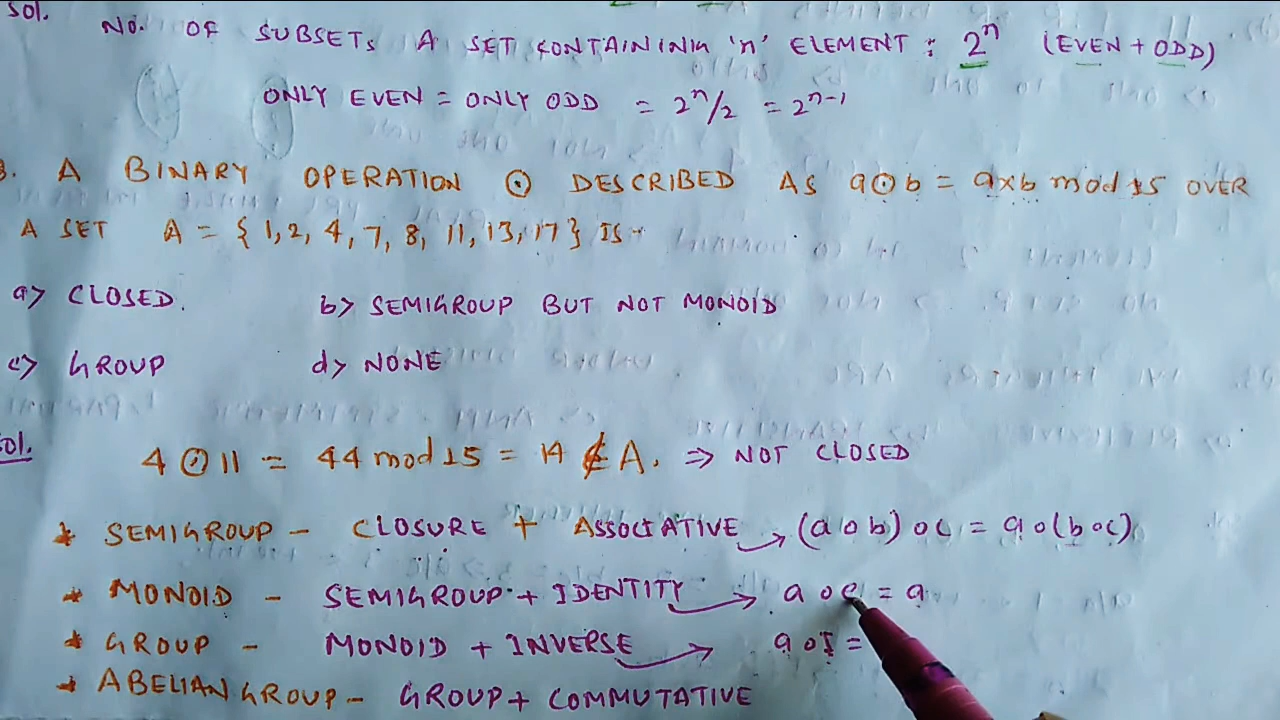 Sol.
NO. OF SUBSETS A SET CONTAINING 'n' ELEMENT : 2ⁿ (EVEN + ODD)
ONLY EVEN = ONLY ODD = 2ⁿ/2 = 2ⁿ⁻¹
3. A BINARY OPERATION ⊙ DESCRIBED AS a⊙b = a×b mod 15 OVER
A SET A = {1, 2, 4, 7, 8, 11, 13, 17} IS -
a) CLOSED. b) SEMIGROUP BUT NOT MONOID
c) GROUP d) NONE
Sol.
4 ⊙ 11 = 44 mod 15 = 14 ∉ A. ⇒ NOT CLOSED
* SEMIGROUP - CLOSURE + ASSOCIATIVE → (a o b) o c = a o (b o c)
* MONOID - SEMIGROUP + IDENTITY → a o e = a
* GROUP - MONOID + INVERSE → a o I =
* ABELIAN GROUP - GROUP + COMMUTATIVE